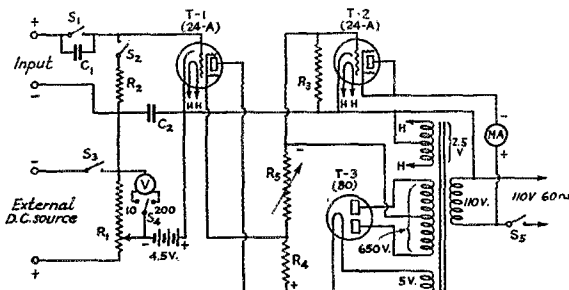 +
S1
T-1
(24-A)
T-2
(24-A)
S2
C1
Input
R2
R3
H H
H H
−
C2
H
2.5
V
MA
−
+
H
−
S3
V
10
200
S4
R5
−
T-3
(80)
110V.
110V 60~
S5
External
D.C. source
R1
−
+
4.5V.
650V.
R4
+
5V.
+